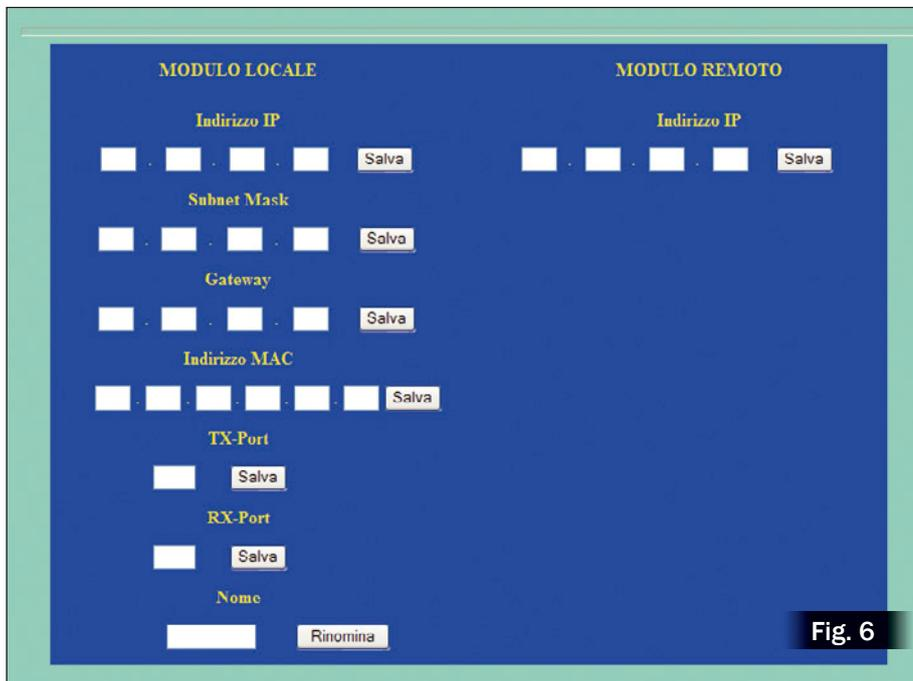 MODULO LOCALE
Indirizzo IP
. . . Salva
Subnet Mask
. . . Salva
Gateway
. . . Salva
Indirizzo MAC
. . . . . Salva
TX-Port
Salva
RX-Port
Salva
Nome
Rinomina
MODULO REMOTO
Indirizzo IP
. . . Salva
Fig. 6